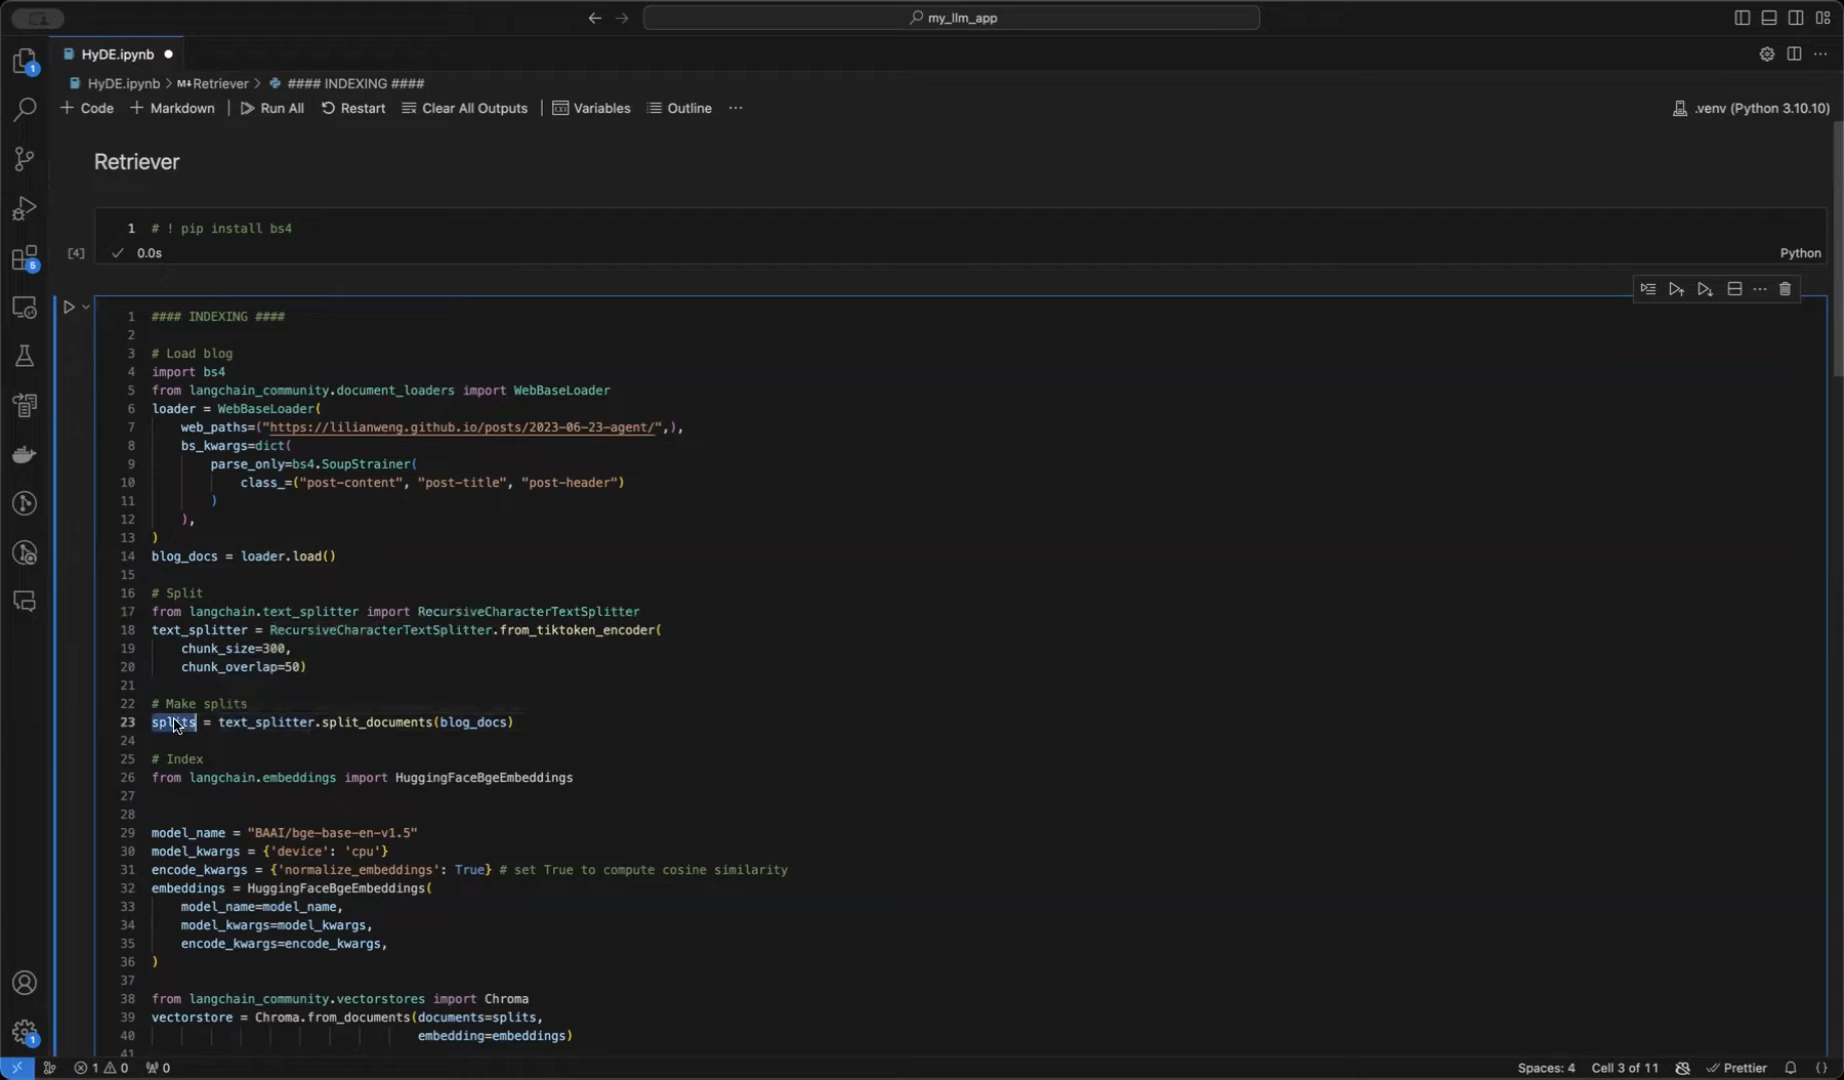 my_llm_app
HyDE.ipynb
HyDE.ipynb > M↓Retriever > #### INDEXING ####
+ Code + Markdown Run All Restart Clear All Outputs Variables Outline ...
.venv (Python 3.10.10)
Retriever
1 # ! pip install bs4
[4] ✓ 0.0s Python
1 #### INDEXING ####
2
3 # Load blog
4 import bs4
5 from langchain_community.document_loaders import WebBaseLoader
6 loader = WebBaseLoader(
7 web_paths=("https://lilianweng.github.io/posts/2023-06-23-agent/",),
8 bs_kwargs=dict(
9 parse_only=bs4.SoupStrainer(
10 class_=("post-content", "post-title", "post-header")
11 )
12 ),
13 )
14 blog_docs = loader.load()
15
16 # Split
17 from langchain.text_splitter import RecursiveCharacterTextSplitter
18 text_splitter = RecursiveCharacterTextSplitter.from_tiktoken_encoder(
19 chunk_size=300,
20 chunk_overlap=50)
21
22 # Make splits
23 splits = text_splitter.split_documents(blog_docs)
24
25 # Index
26 from langchain.embeddings import HuggingFaceBgeEmbeddings
27
28
29 model_name = "BAAI/bge-base-en-v1.5"
30 model_kwargs = {'device': 'cpu'}
31 encode_kwargs = {'normalize_embeddings': True} # set True to compute cosine similarity
32 embeddings = HuggingFaceBgeEmbeddings(
33 model_name=model_name,
34 model_kwargs=model_kwargs,
35 encode_kwargs=encode_kwargs,
36 )
37
38 from langchain_community.vectorstores import Chroma
39 vectorstore = Chroma.from_documents(documents=splits,
40 embedding=embeddings)
41
1
5
1
1 0 0 Spaces: 4 Cell 3 of 11 Prettier {}